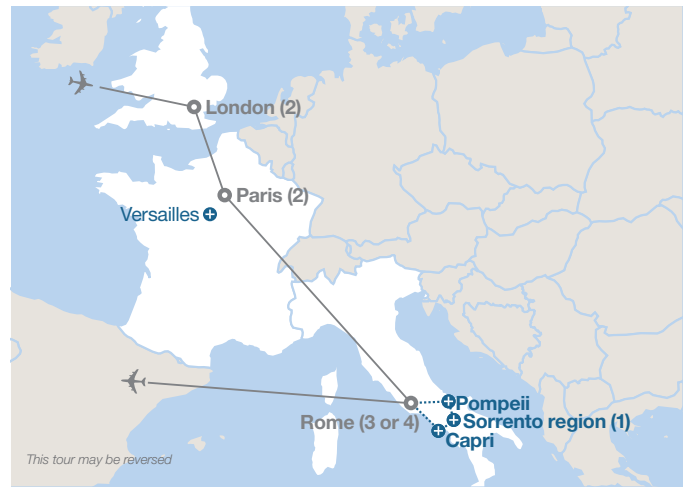 London (2)
Paris (2)
Versailles
Pompeii
Rome (3 or 4)
Sorrento region (1)
Capri
This tour may be reversed